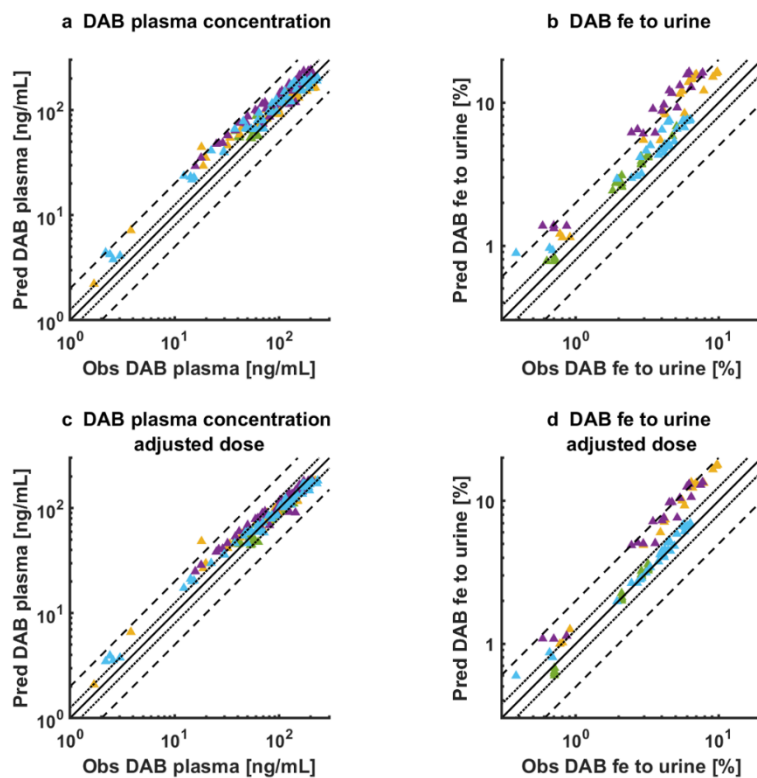 a DAB plasma concentration
Pred DAB plasma [ng/mL]
10²
10¹
10⁰
10⁰ 10¹ 10²
Obs DAB plasma [ng/mL]
b DAB fe to urine
Pred DAB fe to urine [%]
10
1
10⁰ 10¹
Obs DAB fe to urine [%]
c DAB plasma concentration
adjusted dose
Pred DAB plasma [ng/mL]
10²
10¹
10⁰
10⁰ 10¹ 10²
Obs DAB plasma [ng/mL]
d DAB fe to urine
adjusted dose
Pred DAB fe to urine [%]
10
1
10⁰ 10¹
Obs DAB fe to urine [%]